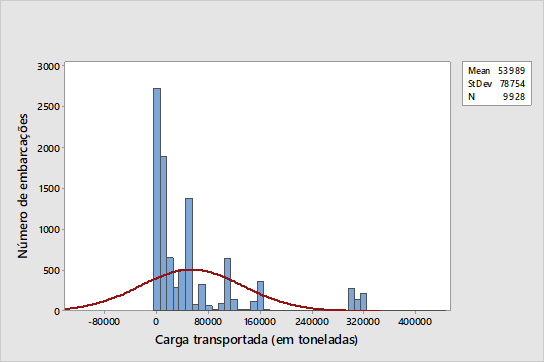 3000
2500
2000
1500
1000
500
0
Número de embarcações
-80000 0 80000 160000 240000 320000 400000
Carga transportada (em toneladas)
Mean 53989
StDev 78754
N 9928